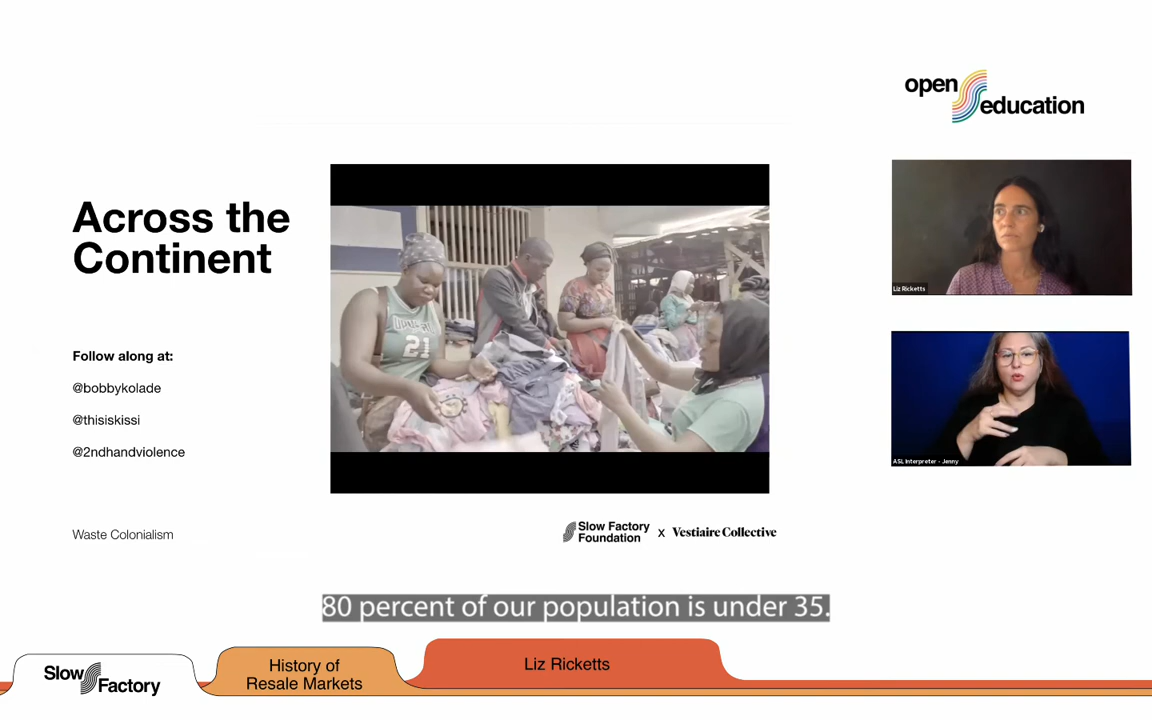 open
education
Across the
Continent
Follow along at:
@bobbykolade
@thisiskissi
@2ndhandviolence
Liz Ricketts
ASL Interpreter - Jenny
Waste Colonialism
Slow Factory
Foundation
x
Vestiaire Collective
80 percent of our population is under 35.
Slow
Factory
History of
Resale Markets
Liz Ricketts